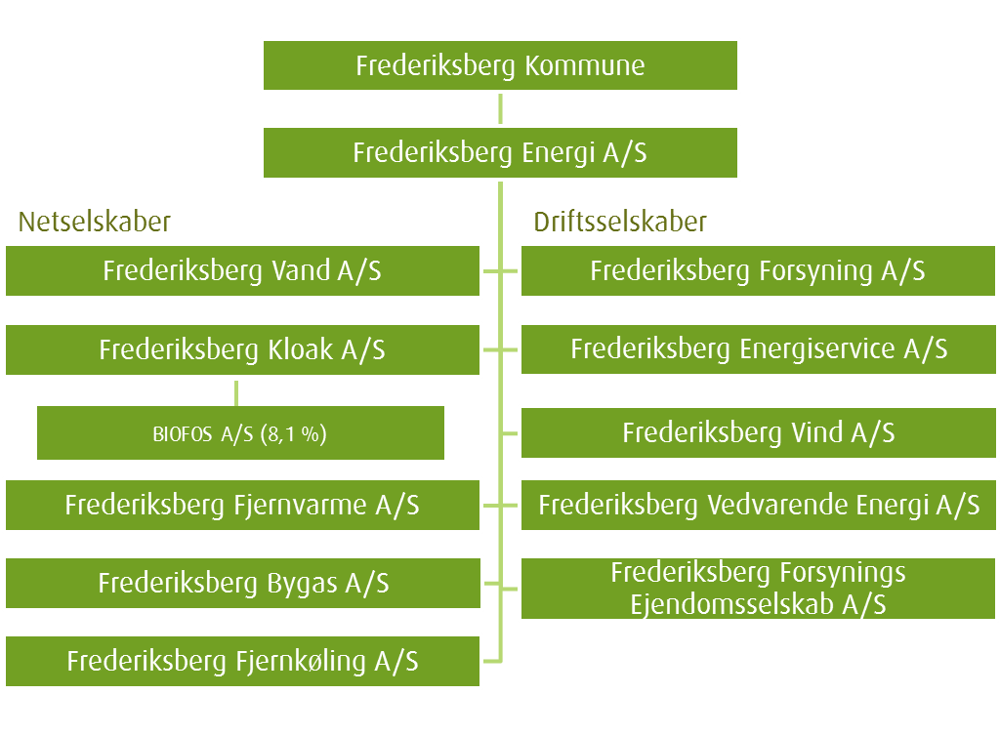 Frederiksberg Kommune
Frederiksberg Energi A/S
Netselskaber
Frederiksberg Vand A/S
Frederiksberg Kloak A/S
BIOFOS A/S (8,1 %)
Frederiksberg Fjernvarme A/S
Frederiksberg Bygas A/S
Frederiksberg Fjernkøling A/S
Driftsselskaber
Frederiksberg Forsyning A/S
Frederiksberg Energiservice A/S
Frederiksberg Vind A/S
Frederiksberg Vedvarende Energi A/S
Frederiksberg Forsynings
Ejendomsselskab A/S